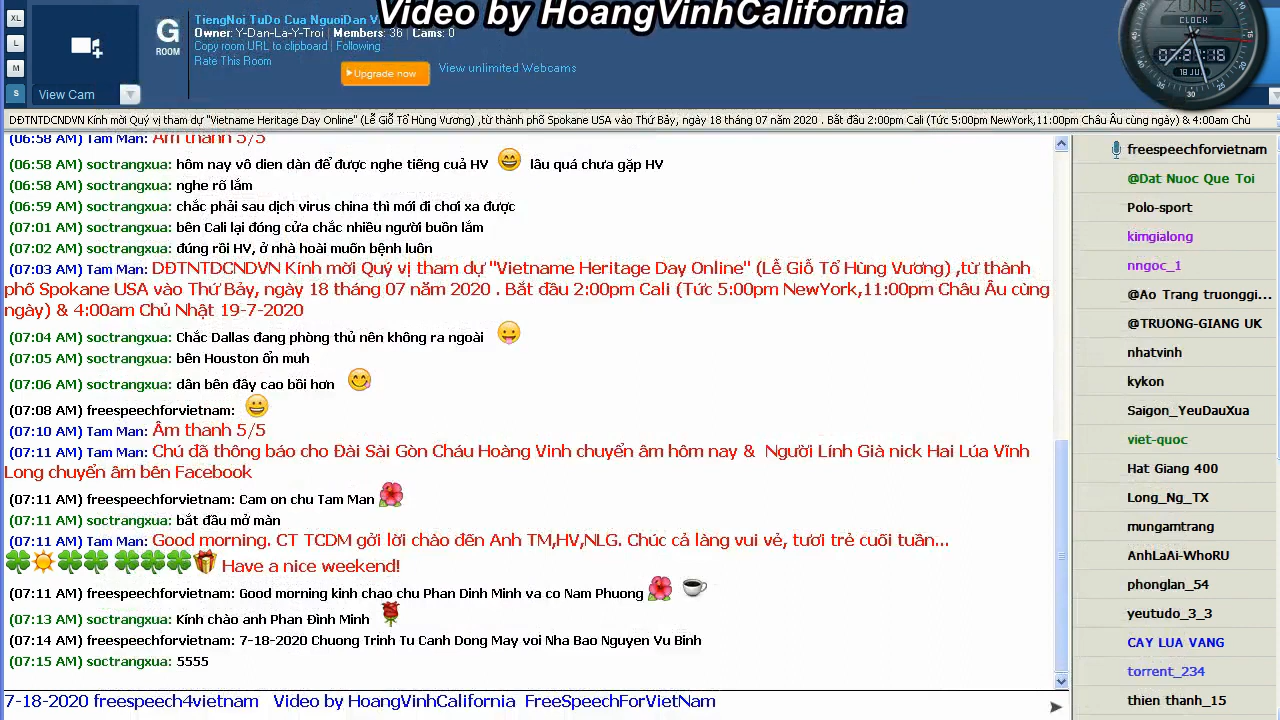 Video by HoangVinhCalifornia
XL
L
M
S
View Cam
G
ROOM
TiengNoi TuDo Cua NguoiDan V
Owner: Y-Dan-La-Y-Troi | Members: 36 | Cams: 0
Copy room URL to clipboard | Following
Rate This Room
Upgrade now
View unlimited Webcams
ZUNE
CLOCK
18 JUL
DĐTNTDCNDVN Kính mời Quý vị tham dự "Vietname Heritage Day Online" (Lễ Giỗ Tổ Hùng Vương) ,từ thành phố Spokane USA vào Thứ Bảy, ngày 18 tháng 07 năm 2020 . Bắt đầu 2:00pm Cali (Tức 5:00pm NewYork,11:00pm Châu Âu cùng ngày) & 4:00am Chủ
(06:58 AM) Tam Man: Âm thanh 5/5
(06:58 AM) soctrangxua: hôm nay vô dien dàn để được nghe tiếng cuả HV 😄 lâu quá chưa gặp HV
(06:58 AM) soctrangxua: nghe rõ lắm
(06:59 AM) soctrangxua: chắc phải sau dịch virus china thì mới đi chơi xa được
(07:01 AM) soctrangxua: bên Cali lại đóng cửa chắc nhiều người buồn lắm
(07:02 AM) soctrangxua: đúng rồi HV, ở nhà hoài muốn bệnh luôn
(07:03 AM) Tam Man: DĐTNTDCNDVN Kính mời Quý vị tham dự "Vietname Heritage Day Online" (Lễ Giỗ Tổ Hùng Vương) ,từ thành
phố Spokane USA vào Thứ Bảy, ngày 18 tháng 07 năm 2020 . Bắt đầu 2:00pm Cali (Tức 5:00pm NewYork,11:00pm Châu Âu cùng
ngày) & 4:00am Chủ Nhật 19-7-2020
(07:04 AM) soctrangxua: Chắc Dallas đang phòng thủ nên không ra ngoài 😛
(07:05 AM) soctrangxua: bên Houston ổn muh
(07:06 AM) soctrangxua: dân bên đây cao bồi hơn 😋
(07:08 AM) freespeechforvietnam: 😀
(07:10 AM) Tam Man: Âm thanh 5/5
(07:11 AM) Tam Man: Chú đã thông báo cho Đài Sài Gòn Cháu Hoàng Vinh chuyển âm hôm nay & Người Lính Già nick Hai Lúa Vĩnh
Long chuyển âm bên Facebook
(07:11 AM) freespeechforvietnam: Cam on chu Tam Man 🌺
(07:11 AM) soctrangxua: bắt đầu mở màn
(07:11 AM) Tam Man: Good morning. CT TCDM gởi lời chào đến Anh TM,HV,NLG. Chúc cả làng vui vẻ, tươi trẻ cuối tuần...
🍀☀🍀🍀 🍀🍀🍀🎁 Have a nice weekend!
(07:11 AM) freespeechforvietnam: Good morning kinh chao chu Phan Dinh Minh va co Nam Phuong 🌺 ☕
(07:13 AM) soctrangxua: Kính chào anh Phan Đình Minh 🌹
(07:14 AM) freespeechforvietnam: 7-18-2020 Chuong Trinh Tu Canh Dong May voi Nha Bao Nguyen Vu Binh
(07:15 AM) soctrangxua: 5555
7-18-2020 freespeech4vietnam Video by HoangVinhCalifornia FreeSpeechForVietNam
freespeechforvietnam
@Dat Nuoc Que Toi
Polo-sport
kimgialong
nngoc_1
@Ao Trang truonggi...
@TRUONG-GIANG UK
nhatvinh
kykon
Saigon_YeuDauXua
viet-quoc
Hat Giang 400
Long_Ng_TX
mungamtrang
AnhLaAi-WhoRU
phonglan_54
yeutudo_3_3
CAY LUA VANG
torrent_234
thien thanh_15